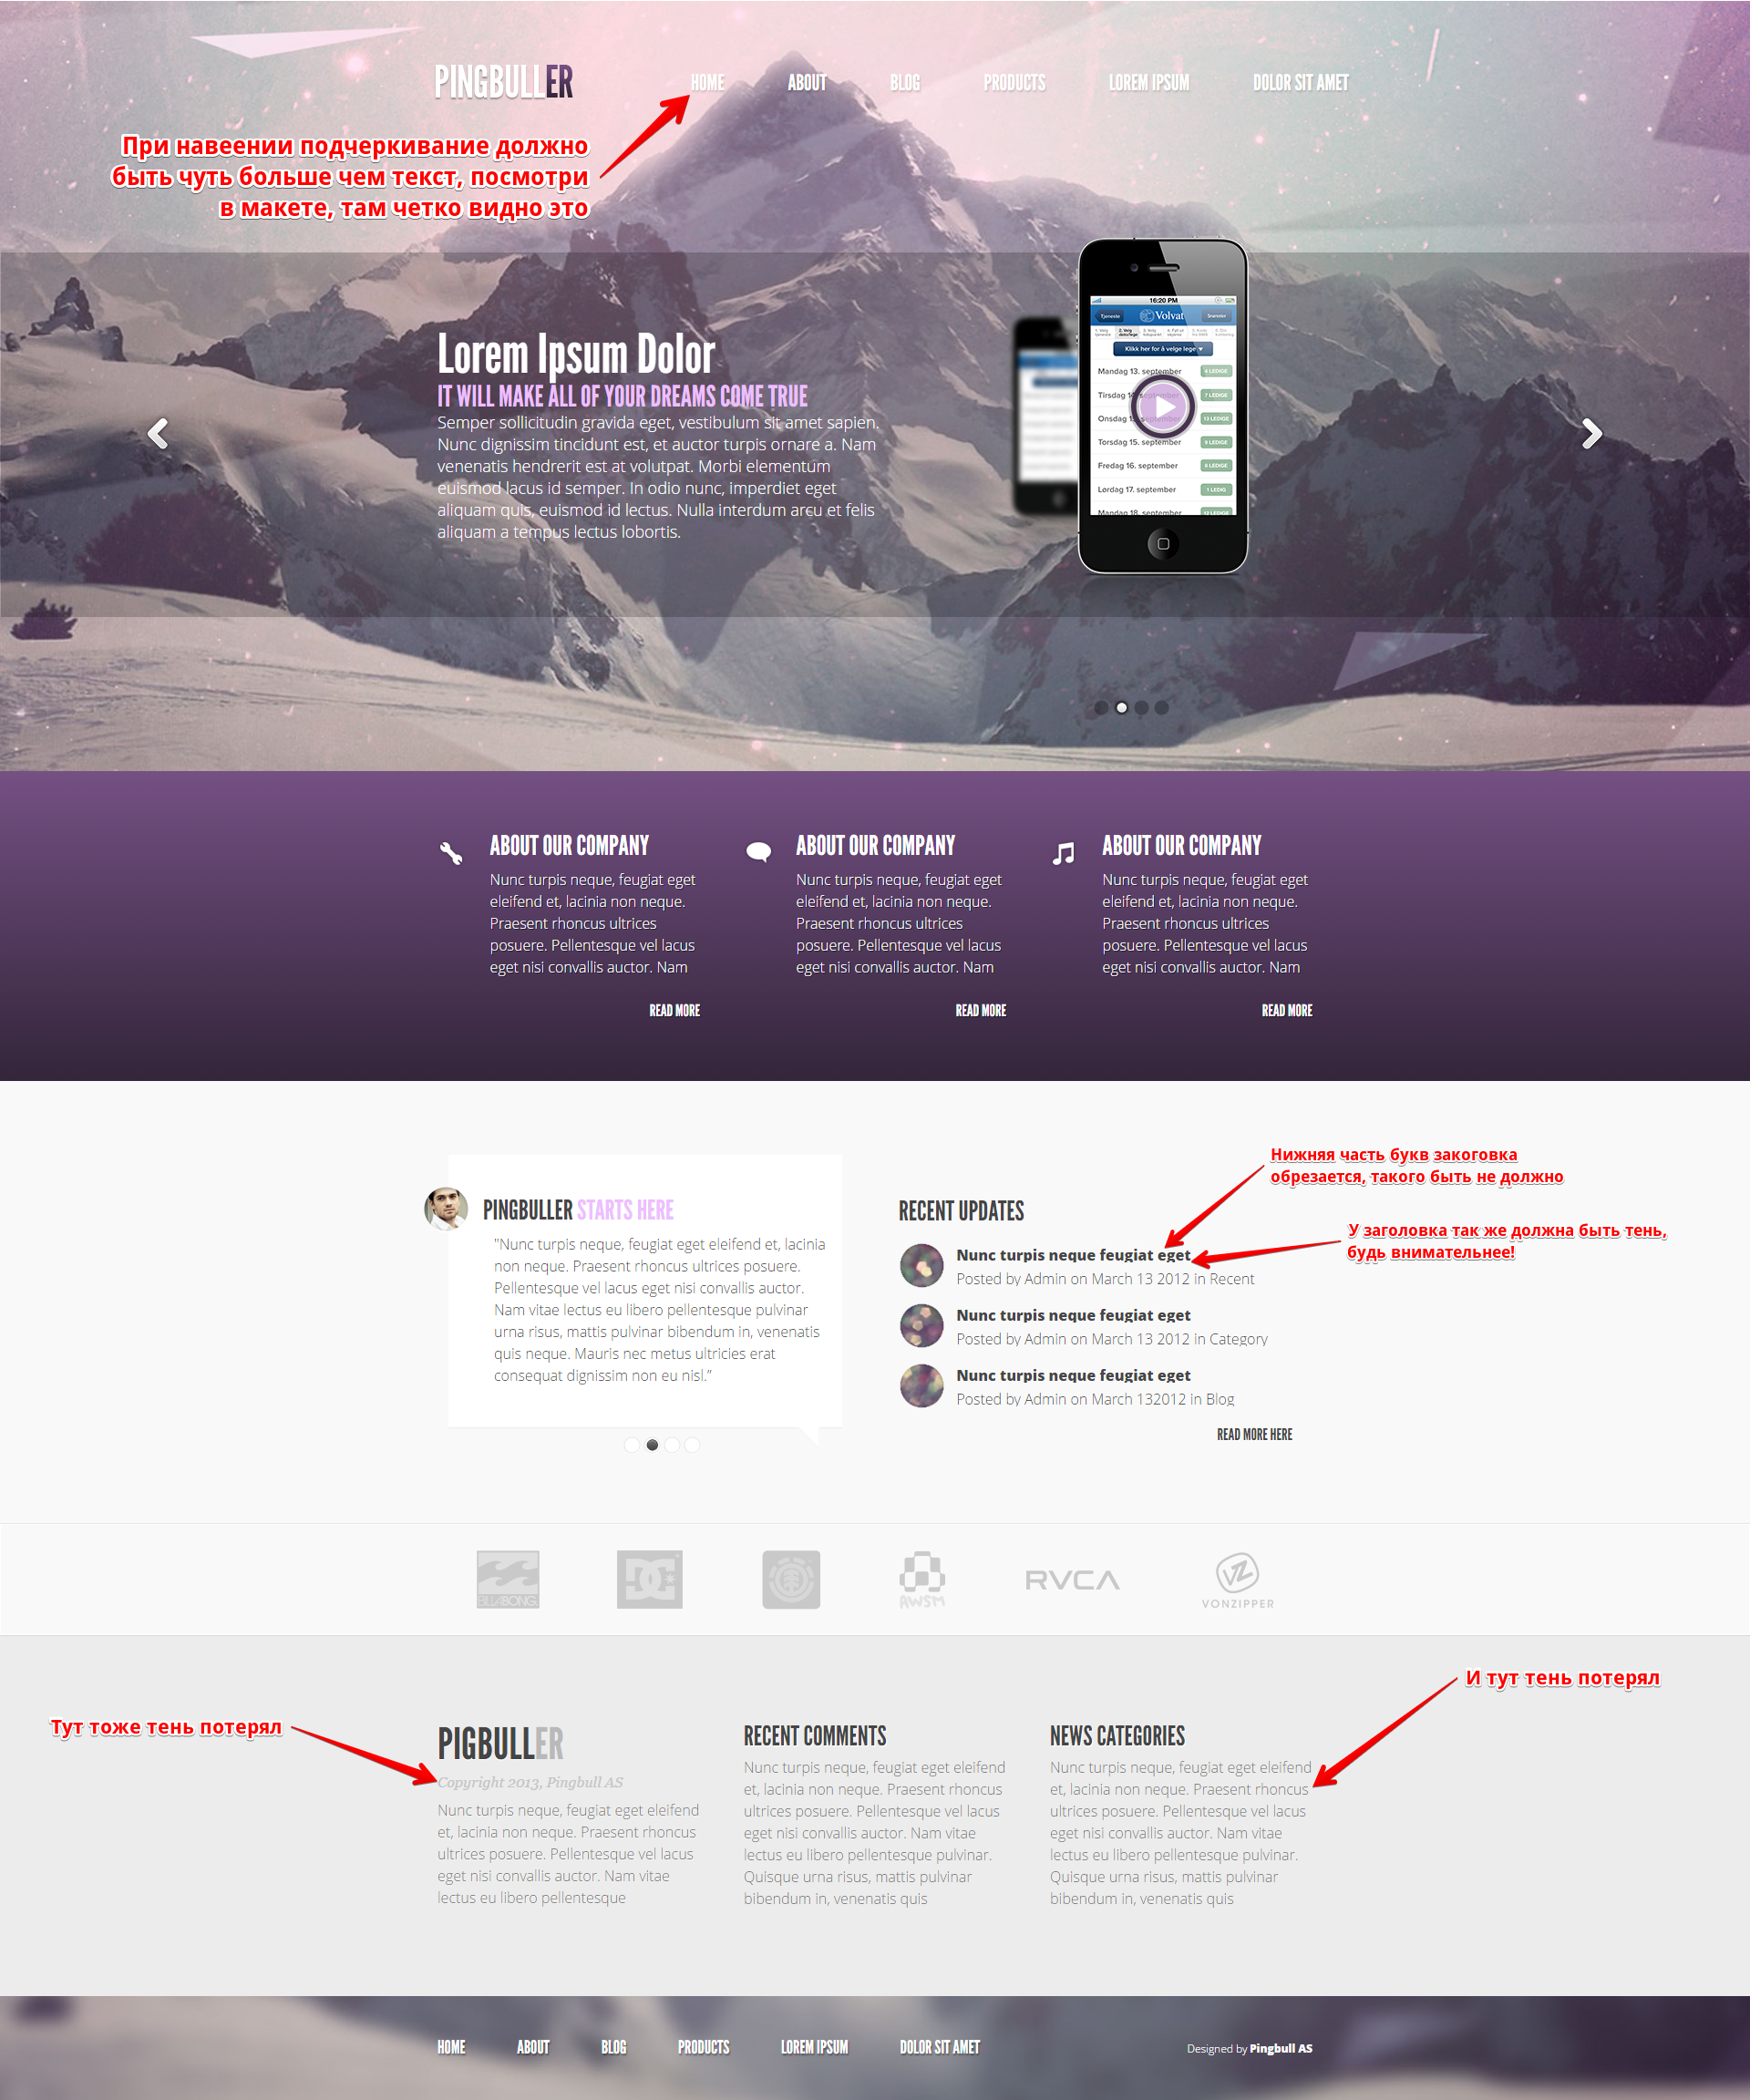 PINGBULLER
HOME ABOUT BLOG PRODUCTS LOREM IPSUM DOLOR SIT AMET
При навеении подчеркивание должно
быть чуть больше чем текст, посмотри
в макете, там четко видно это
Lorem Ipsum Dolor
IT WILL MAKE ALL OF YOUR DREAMS COME TRUE
Semper sollicitudin gravida eget, vestibulum sit amet sapien.
Nunc dignissim tincidunt est, et auctor turpis ornare a. Nam
venenatis hendrerit est at volutpat. Morbi elementum
euismod lacus id semper. In odio nunc, imperdiet eget
aliquam quis, euismod id lectus. Nulla interdum arcu et felis
aliquam a tempus lectus lobortis.
16:20 PM
Tjeneste Volvat
Klikk her for å velge lege
Mandag 13. september 4 LEDIGE
Tirsdag 14. september 7 LEDIGE
Onsdag 15. september 13 LEDIGE
Torsdag 15. september
Fredag 16. september
Lørdag 17. september 1 LEDIG
Mandag 18. september 12 LEDIGE
ABOUT OUR COMPANY
Nunc turpis neque, feugiat eget
eleifend et, lacinia non neque.
Praesent rhoncus ultrices
posuere. Pellentesque vel lacus
eget nisi convallis auctor. Nam
READ MORE
ABOUT OUR COMPANY
Nunc turpis neque, feugiat eget
eleifend et, lacinia non neque.
Praesent rhoncus ultrices
posuere. Pellentesque vel lacus
eget nisi convallis auctor. Nam
READ MORE
ABOUT OUR COMPANY
Nunc turpis neque, feugiat eget
eleifend et, lacinia non neque.
Praesent rhoncus ultrices
posuere. Pellentesque vel lacus
eget nisi convallis auctor. Nam
READ MORE
PINGBULLER STARTS HERE
"Nunc turpis neque, feugiat eget eleifend et, lacinia
non neque. Praesent rhoncus ultrices posuere.
Pellentesque vel lacus eget nisi convallis auctor.
Nam vitae lectus eu libero pellentesque pulvinar
urna risus, mattis pulvinar bibendum in, venenatis
quis neque. Mauris nec metus ultricies erat
consequat dignissim non eu nisl.”
Нижняя часть букв закоговка
обрезается, такого быть не должно
У заголовка так же должна быть тень,
будь внимательнее!
RECENT UPDATES
Nunc turpis neque feugiat eget
Posted by Admin on March 13 2012 in Recent
Nunc turpis neque feugiat eget
Posted by Admin on March 13 2012 in Category
Nunc turpis neque feugiat eget
Posted by Admin on March 132012 in Blog
READ MORE HERE
BILLABONG.
DC
AWSM
RVCA
VZ
VONZIPPER
Тут тоже тень потерял
И тут тень потерял
PIGBULLER
Copyright 2013, Pingbull AS
Nunc turpis neque, feugiat eget eleifend
et, lacinia non neque. Praesent rhoncus
ultrices posuere. Pellentesque vel lacus
eget nisi convallis auctor. Nam vitae
lectus eu libero pellentesque
RECENT COMMENTS
Nunc turpis neque, feugiat eget eleifend
et, lacinia non neque. Praesent rhoncus
ultrices posuere. Pellentesque vel lacus
eget nisi convallis auctor. Nam vitae
lectus eu libero pellentesque pulvinar.
Quisque urna risus, mattis pulvinar
bibendum in, venenatis quis
NEWS CATEGORIES
Nunc turpis neque, feugiat eget eleifend
et, lacinia non neque. Praesent rhoncus
ultrices posuere. Pellentesque vel lacus
eget nisi convallis auctor. Nam vitae
lectus eu libero pellentesque pulvinar.
Quisque urna risus, mattis pulvinar
bibendum in, venenatis quis
HOME ABOUT BLOG PRODUCTS LOREM IPSUM DOLOR SIT AMET
Designed by Pingbull AS